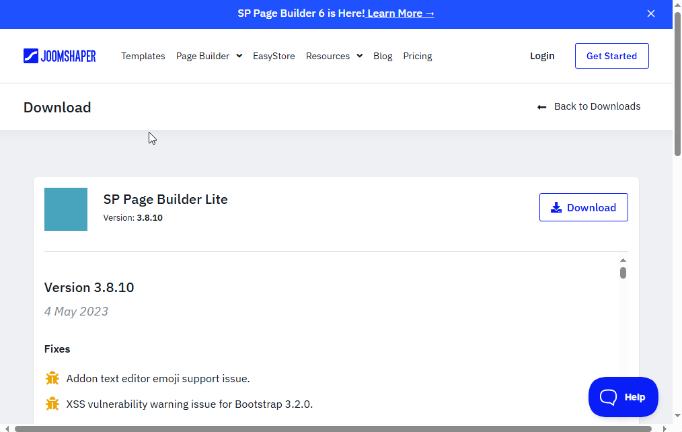 SP Page Builder 6 is Here! Learn More →
JOOMSHAPER
Templates Page Builder EasyStore Resources Blog Pricing Login Get Started
Download
← Back to Downloads
SP Page Builder Lite
Version: 3.8.10
Download
Version 3.8.10
4 May 2023
Fixes
Addon text editor emoji support issue.
XSS vulnerability warning issue for Bootstrap 3.2.0.
Help